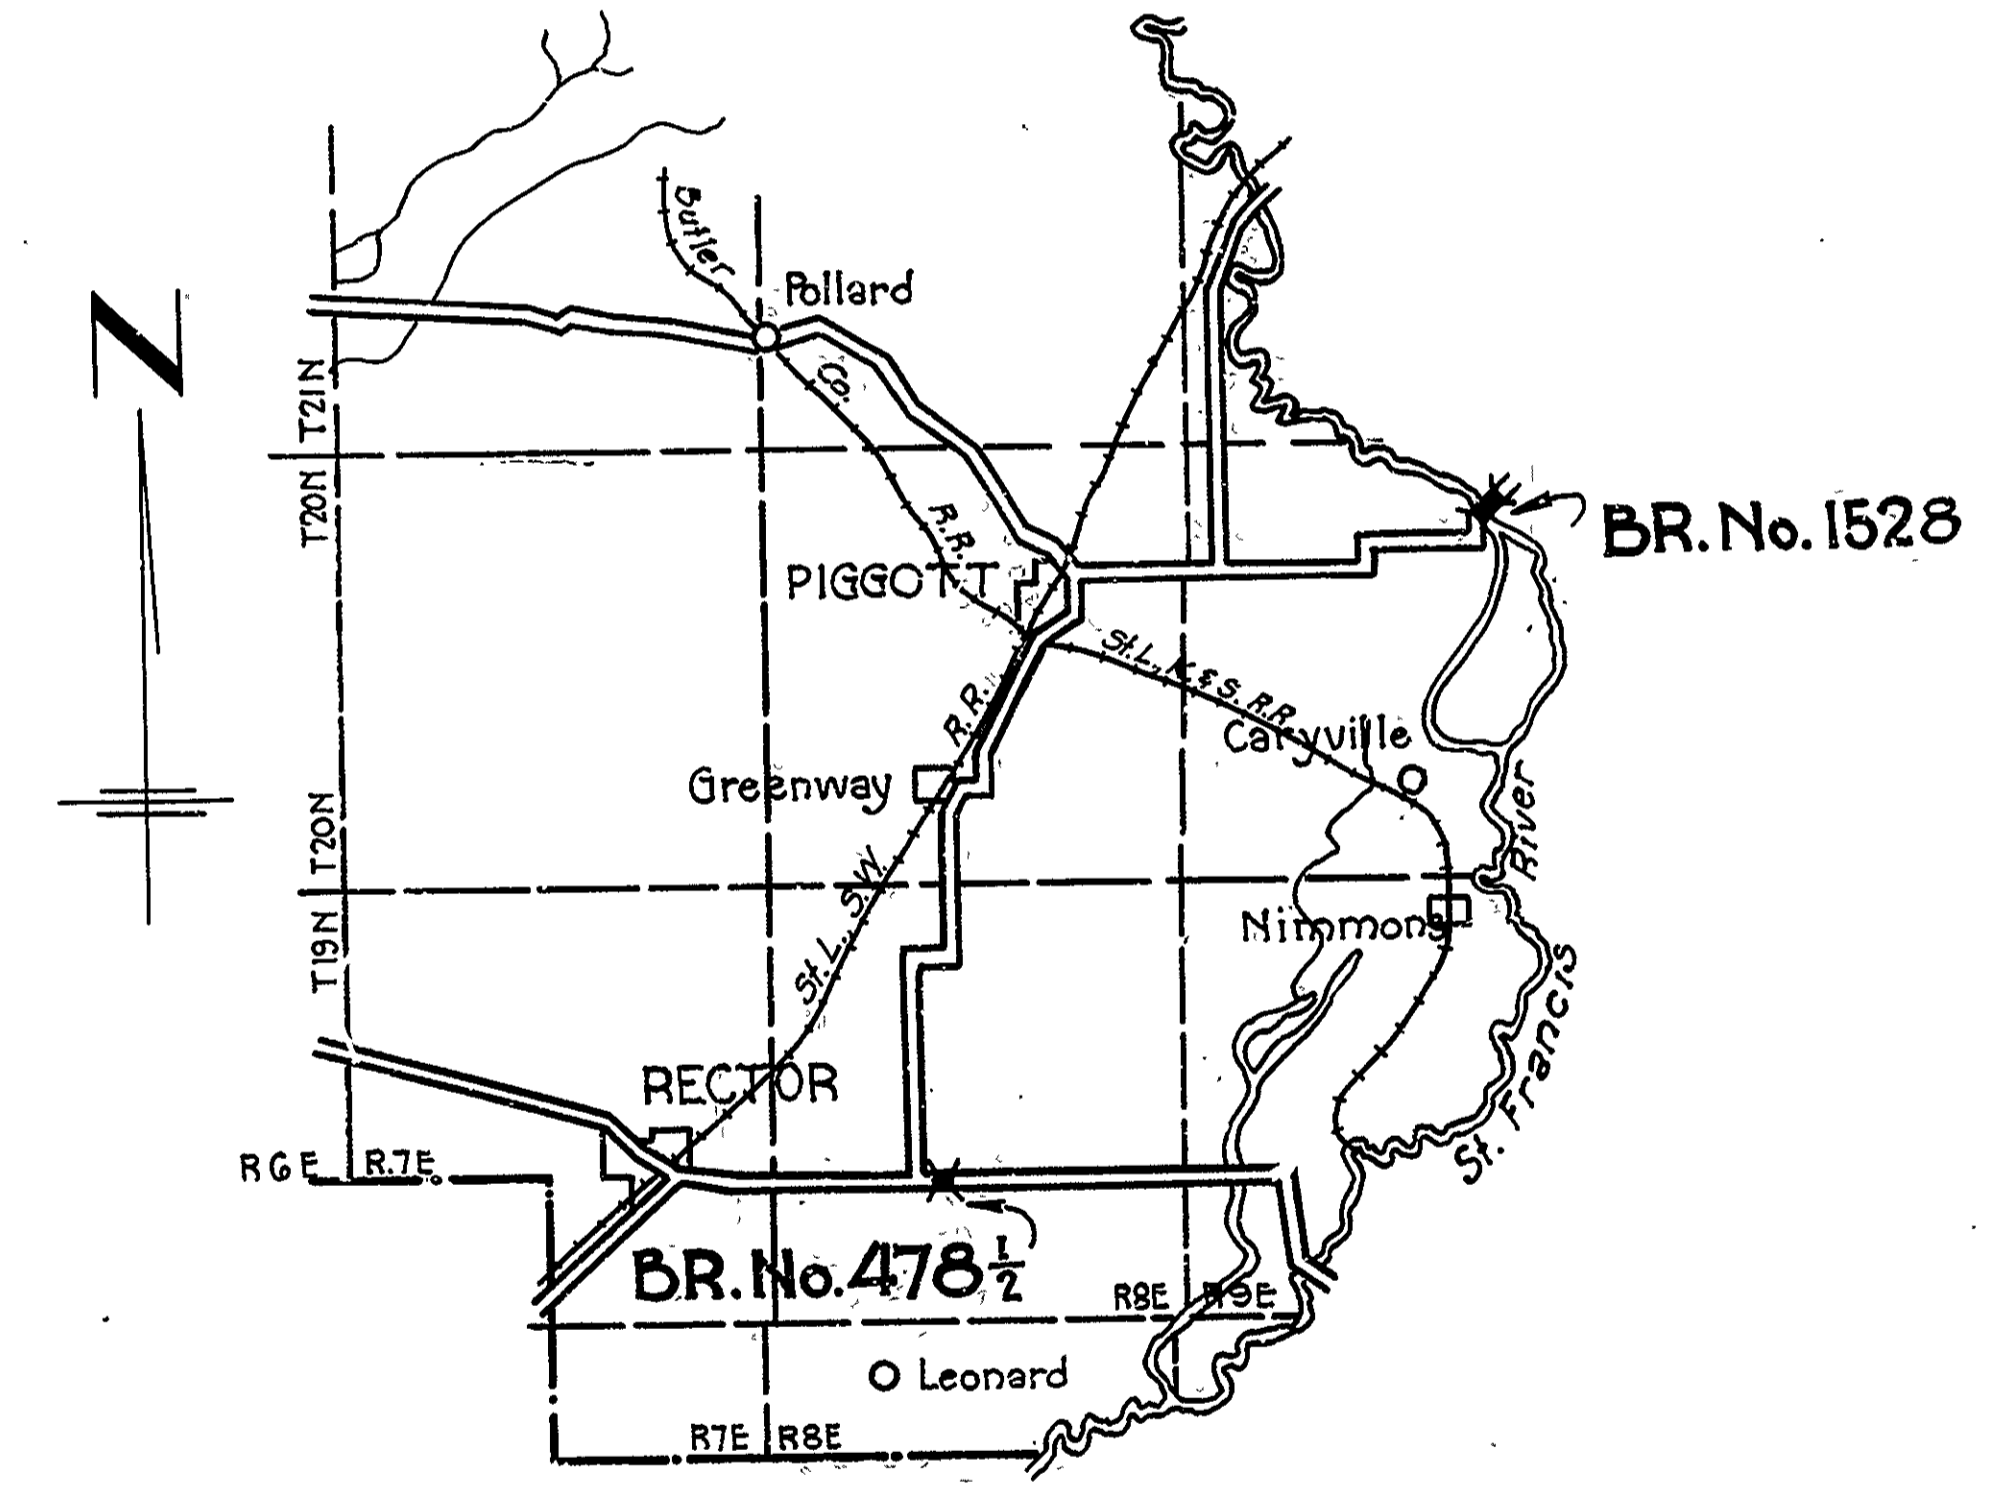 N
Butler
Co.
R.R.
Pollard
T21N
T20N
BR. No. 1528
PIGGOTT
St. L., K. & S. R.R
R.R.
St. L., S.W.
Caryville
Greenway
T20N
T19N
River
St. Francis
Nimmons
RECTOR
R6E R.7E.
BR. No. 478 1/2
R8E R9E
Leonard
R7E R8E